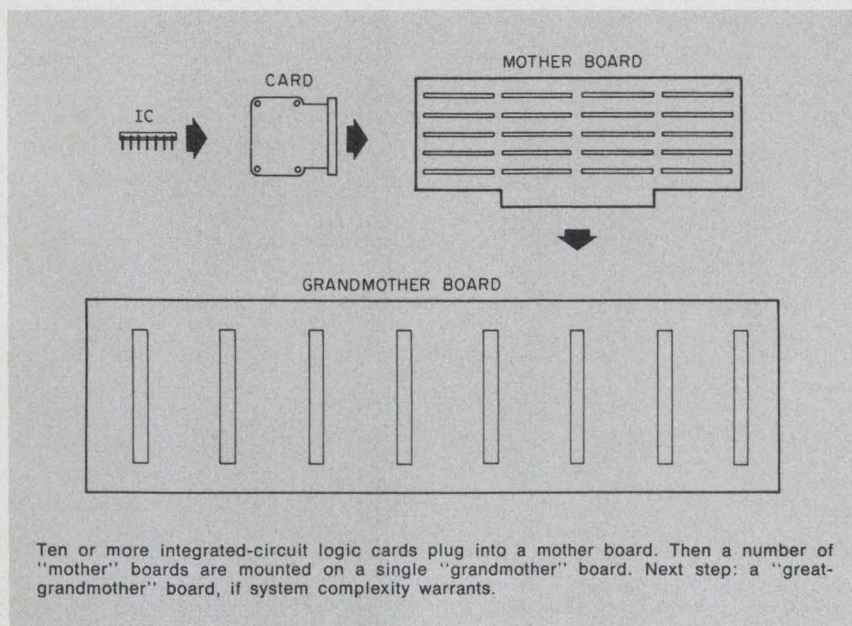 MOTHER BOARD
CARD
IC
GRANDMOTHER BOARD
Ten or more integrated-circuit logic cards plug into a mother board. Then a number of
"mother" boards are mounted on a single "grandmother" board. Next step: a "great-
grandmother" board, if system complexity warrants.